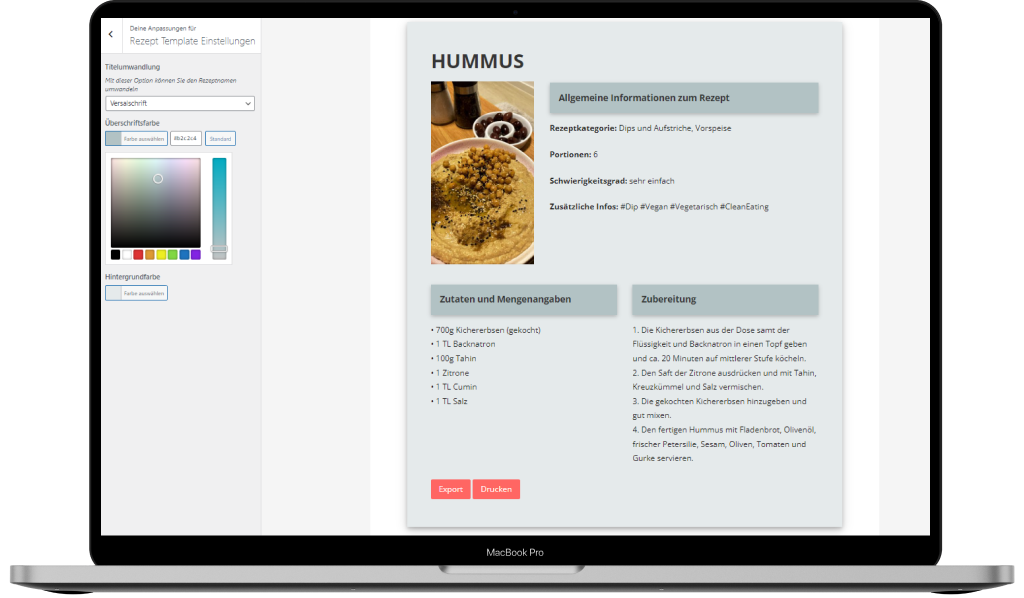 Deine Anpassungen für
Rezept Template Einstellungen
Titelumwandlung
Mit dieser Option können Sie den Rezeptnamen
umwandeln
Versalschrift
Überschriftsfarbe
Farbe auswählen
#b2c2c4
Standard
Hintergrundfarbe
Farbe auswählen
HUMMUS
Allgemeine Informationen zum Rezept
Rezeptkategorie: Dips und Aufstriche, Vorspeise
Portionen: 6
Schwierigkeitsgrad: sehr einfach
Zusätzliche Infos: #Dip #Vegan #Vegetarisch #CleanEating
Zutaten und Mengenangaben
• 700g Kichererbsen (gekocht)
• 1 TL Backnatron
• 100g Tahin
• 1 Zitrone
• 1 TL Cumin
• 1 TL Salz
Zubereitung
1. Die Kichererbsen aus der Dose samt der
Flüssigkeit und Backnatron in einen Topf geben
und ca. 20 Minuten auf mittlerer Stufe köcheln.
2. Den Saft der Zitrone ausdrücken und mit Tahin,
Kreuzkümmel und Salz vermischen.
3. Die gekochten Kichererbsen hinzugeben und
gut mixen.
4. Den fertigen Hummus mit Fladenbrot, Olivenöl,
frischer Petersilie, Sesam, Oliven, Tomaten und
Gurke servieren.
Export
Drucken
MacBook Pro